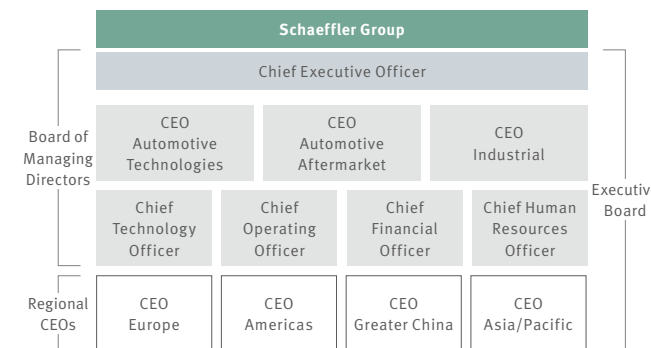 Schaeffler Group
Chief Executive Officer
Board of
Managing
Directors
CEO
Automotive
Technologies
CEO
Automotive
Aftermarket
CEO
Industrial
Chief
Technology
Officer
Chief
Operating
Officer
Chief
Financial
Officer
Chief Human
Resources
Officer
Executiv
Board
Regional
CEOs
CEO
Europe
CEO
Americas
CEO
Greater China
CEO
Asia/Pacific